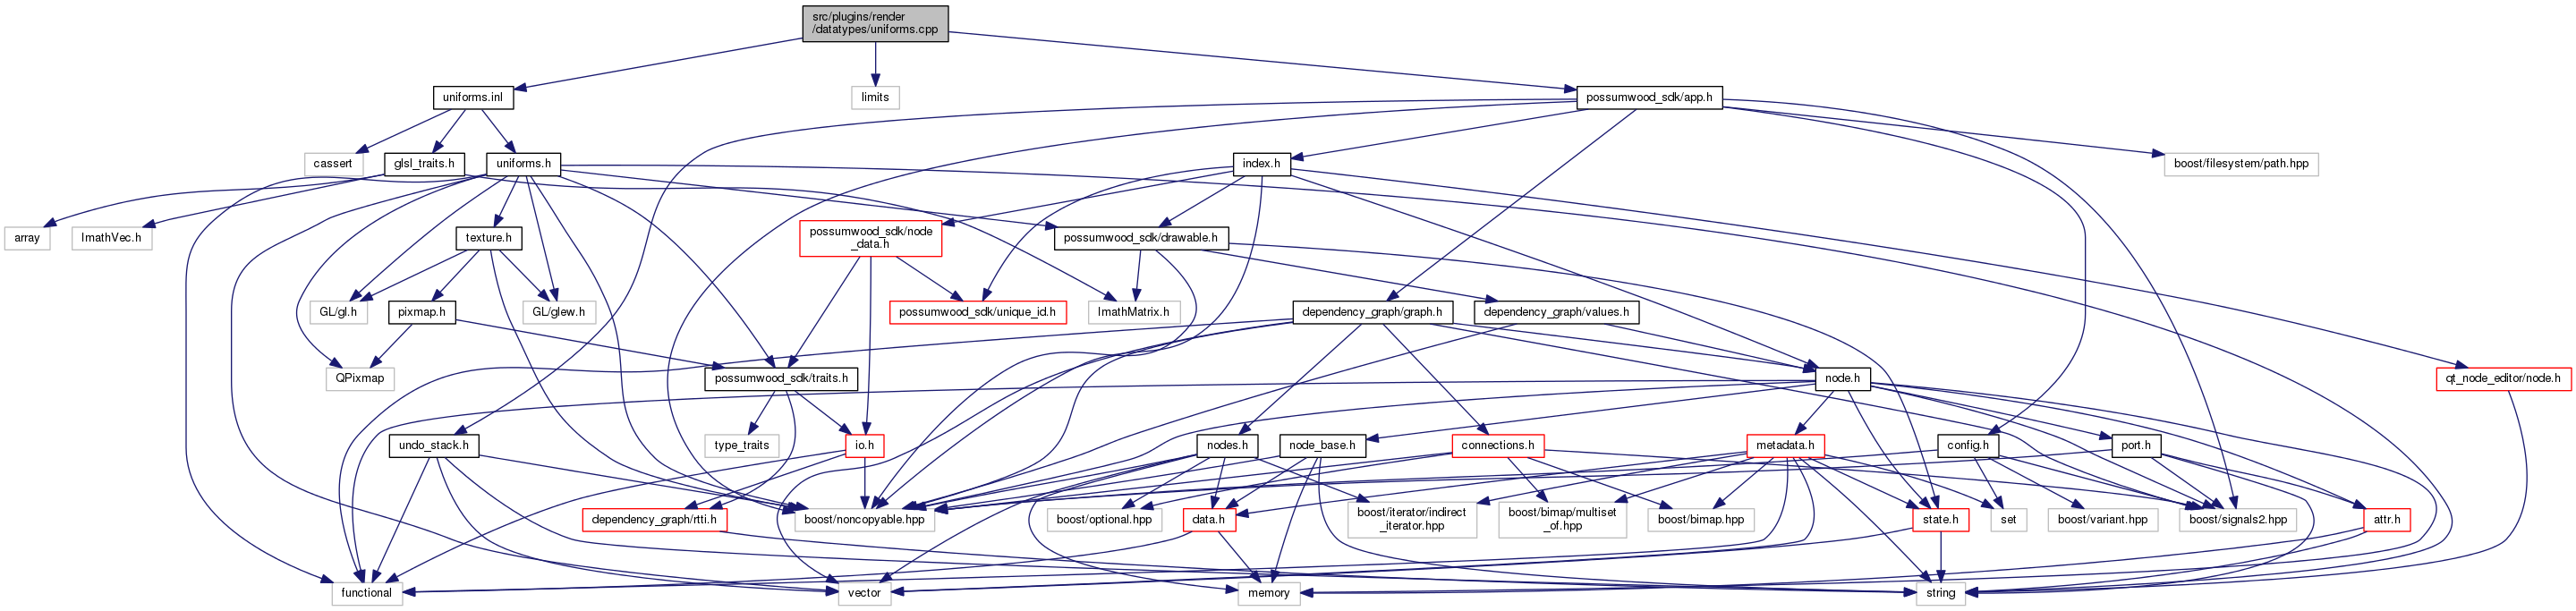 src/plugins/render
/datatypes/uniforms.cpp
uniforms.inl
limits
possumwood_sdk/app.h
cassert
glsl_traits.h
uniforms.h
index.h
boost/filesystem/path.hpp
array
ImathVec.h
texture.h
possumwood_sdk/node
_data.h
possumwood_sdk/drawable.h
GL/gl.h
pixmap.h
GL/glew.h
possumwood_sdk/unique_id.h
ImathMatrix.h
dependency_graph/graph.h
dependency_graph/values.h
QPixmap
possumwood_sdk/traits.h
node.h
qt_node_editor/node.h
undo_stack.h
type_traits
io.h
nodes.h
node_base.h
connections.h
metadata.h
config.h
port.h
dependency_graph/rtti.h
boost/noncopyable.hpp
boost/optional.hpp
data.h
boost/iterator/indirect
_iterator.hpp
boost/bimap/multiset
_of.hpp
boost/bimap.hpp
state.h
set
boost/variant.hpp
boost/signals2.hpp
attr.h
functional
vector
memory
string